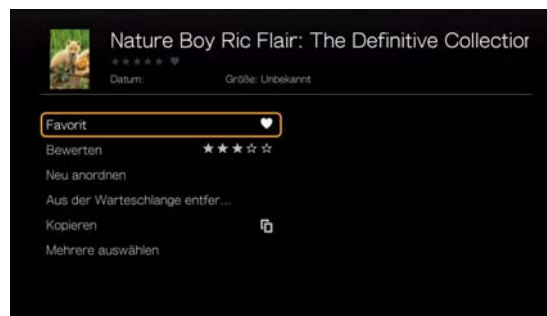 Nature Boy Ric Flair: The Definitive Collection
Datum: Größe: Unbekannt
Favorit
Bewerten
Neu anordnen
Aus der Warteschlange entfer...
Kopieren
Mehrere auswählen